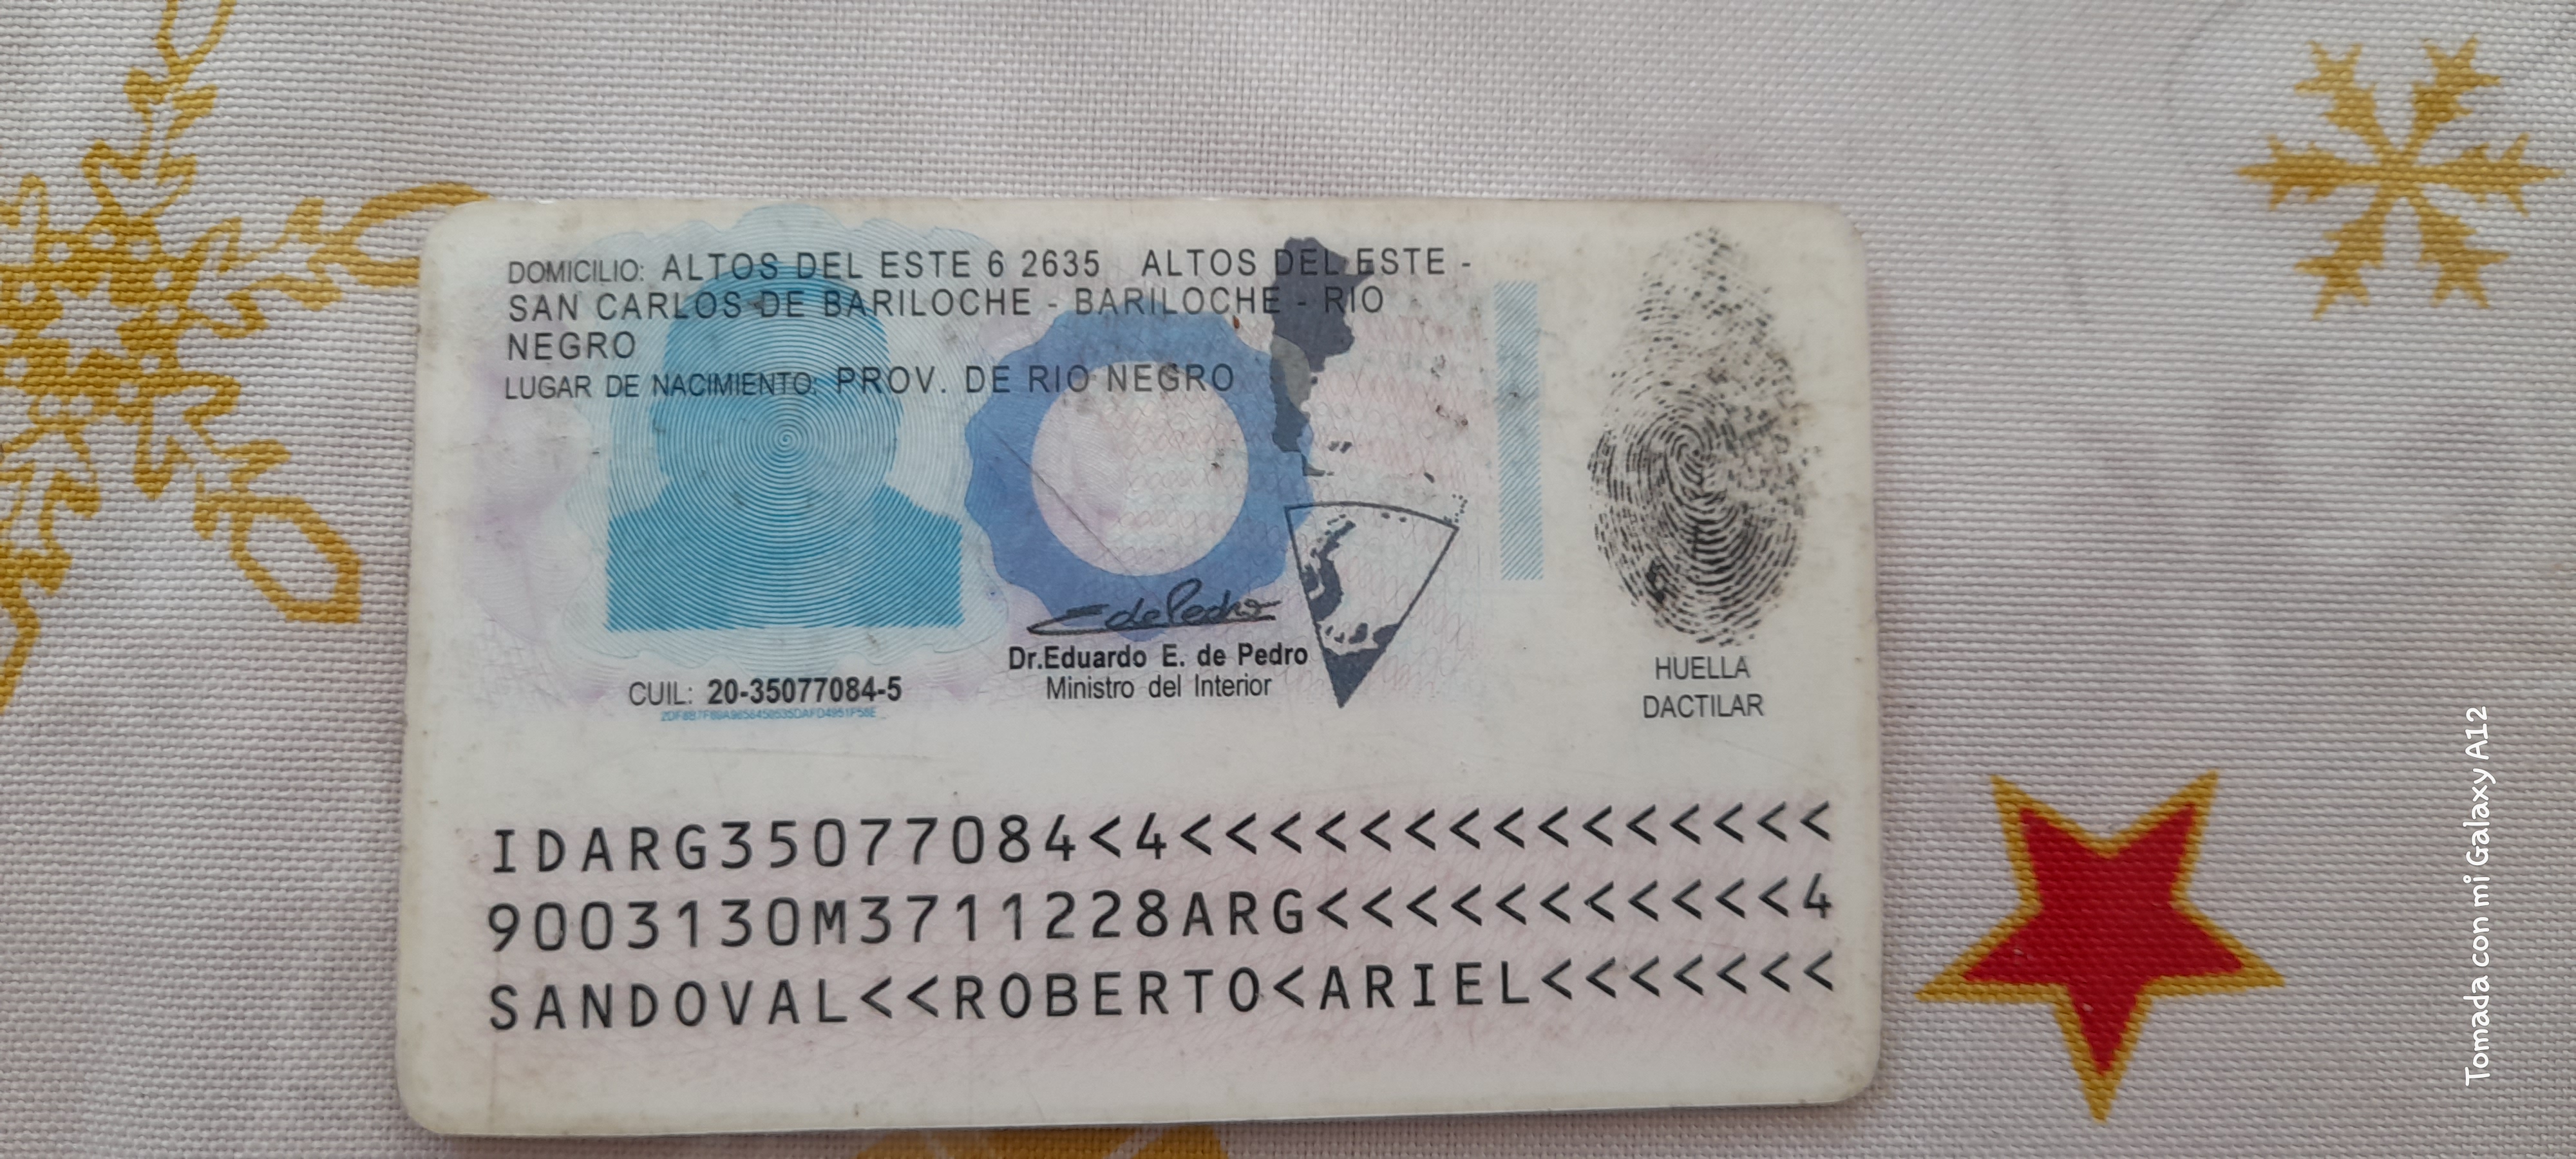 DOMICILIO: ALTOS DEL ESTE 6 2635 ALTOS DEL ESTE -
SAN CARLOS DE BARILOCHE - BARILOCHE - RIO
NEGRO
LUGAR DE NACIMIENTO: PROV. DE RIO NEGRO
CUIL: 20-35077084-5
Dr.Eduardo E. de Pedro
Ministro del Interior
HUELLA
DACTILAR
IDARG35077084<4<<<<<<<<<<<<<<<
9003130M3711228ARG<<<<<<<<<<<4
SANDOVAL<<ROBERTO<ARIEL<<<<<<<
Tomada con mi Galaxy A12